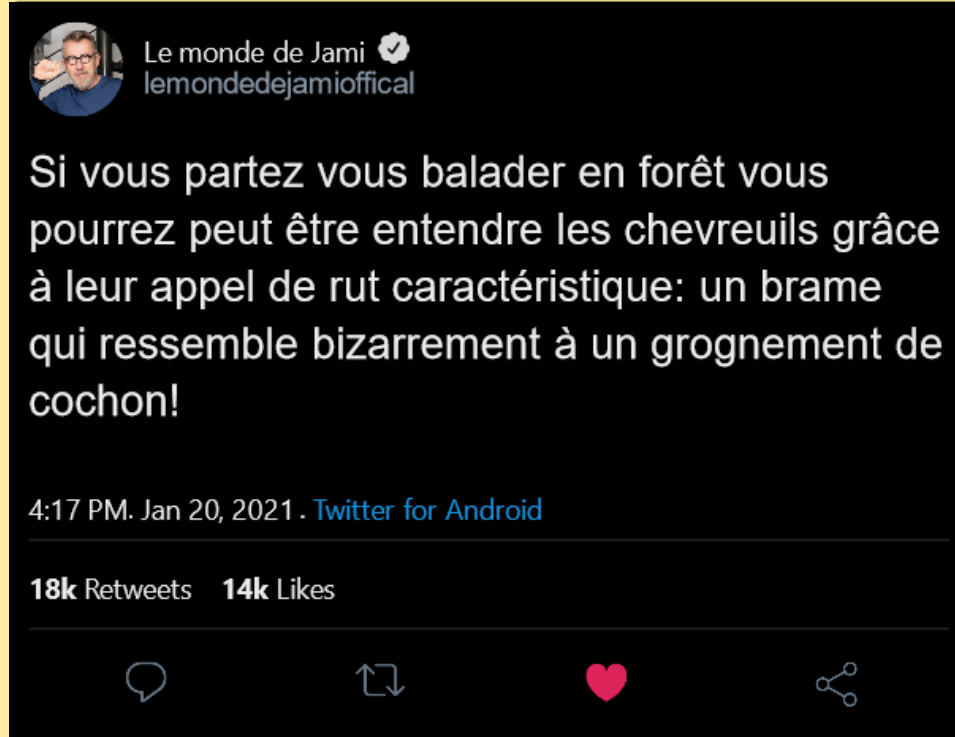 Le monde de Jami
lemondedejamioffical
Si vous partez vous balader en forêt vous
pourrez peut être entendre les chevreuils grâce
à leur appel de rut caractéristique: un brame
qui ressemble bizarrement à un grognement de
cochon!
4:17 PM. Jan 20, 2021 . Twitter for Android
18k Retweets 14k Likes